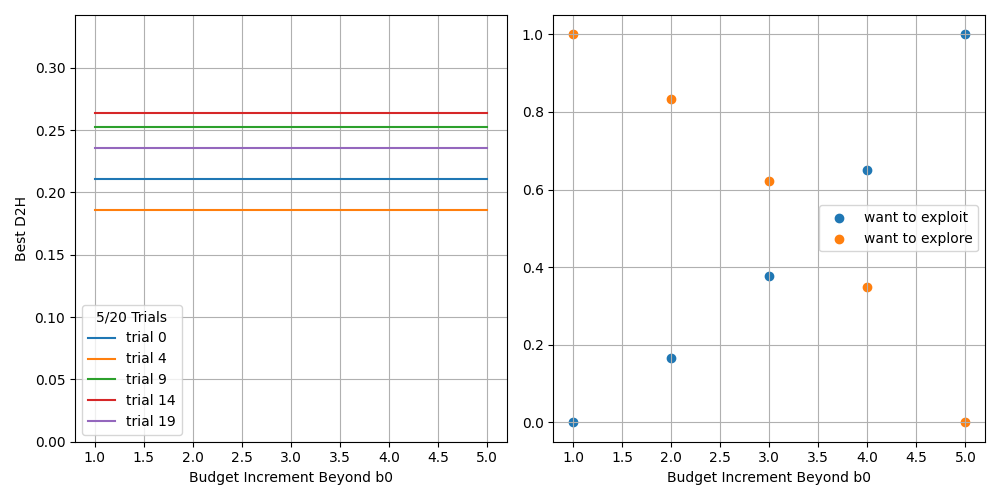 0.30
0.25
0.20
0.15
0.10
0.05
0.00
Best D2H
5/20 Trials
trial 0
trial 4
trial 9
trial 14
trial 19
1.0 1.5 2.0 2.5 3.0 3.5 4.0 4.5 5.0
Budget Increment Beyond b0
1.0
0.8
0.6
0.4
0.2
0.0
want to exploit
want to explore
1.0 1.5 2.0 2.5 3.0 3.5 4.0 4.5 5.0
Budget Increment Beyond b0